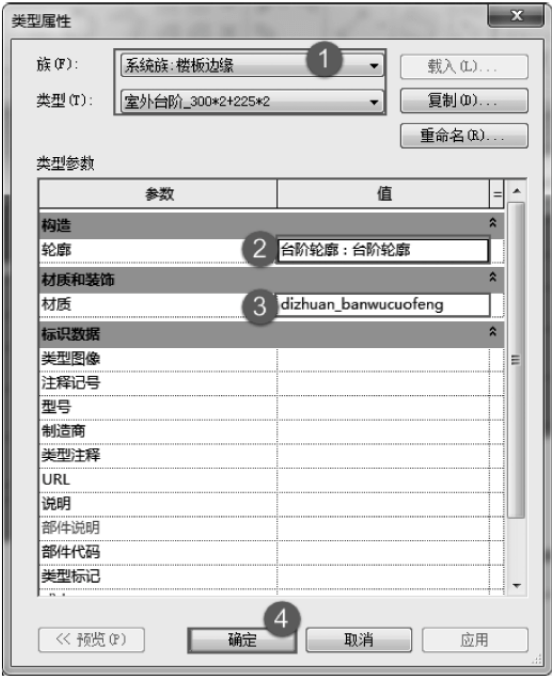 类型属性
族(F): 系统族:楼板边缘 1 载入(L)...
类型(T): 室外台阶_300*2+225*2 复制(D)...
重命名(R)...
类型参数
参数 值 =
构造
轮廓 2 台阶轮廓 : 台阶轮廓
材质和装饰
材质 3 dizhuan_banwucuofeng
标识数据
类型图像
注释记号
型号
制造商
类型注释
URL
说明
部件说明
部件代码
类型标记
4
<< 预览(P) 确定 取消 应用